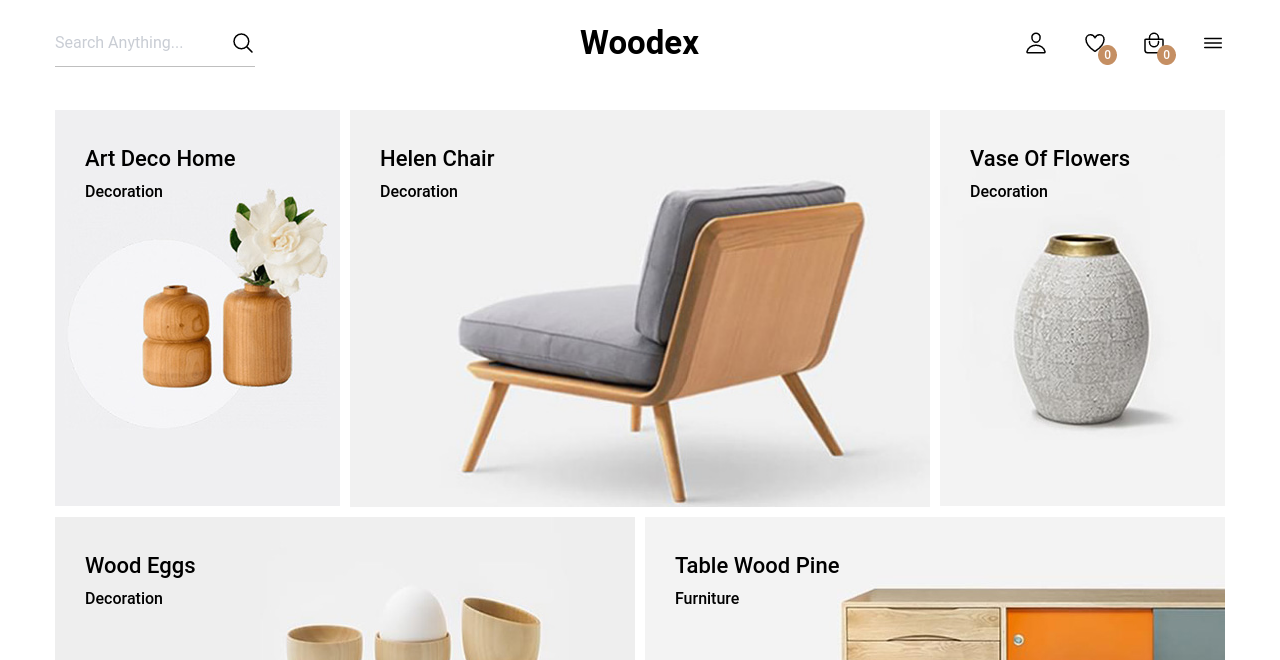 Search Anything...
Woodex
0
0
Art Deco Home
Decoration
Helen Chair
Decoration
Vase Of Flowers
Decoration
Wood Eggs
Decoration
Table Wood Pine
Furniture